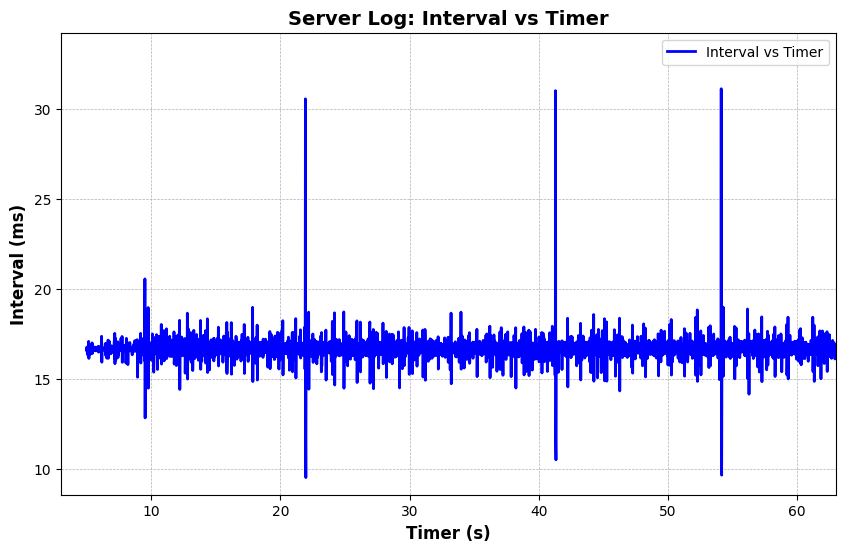 Server Log: Interval vs Timer
Interval vs Timer
30
25
20
15
10
Interval (ms)
10 20 30 40 50 60
Timer (s)